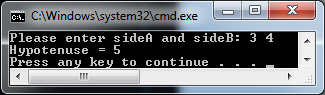 C:\Windows\system32\cmd.exe
Please enter sideA and sideB: 3 4
Hypotenuse = 5
Press any key to continue . . .